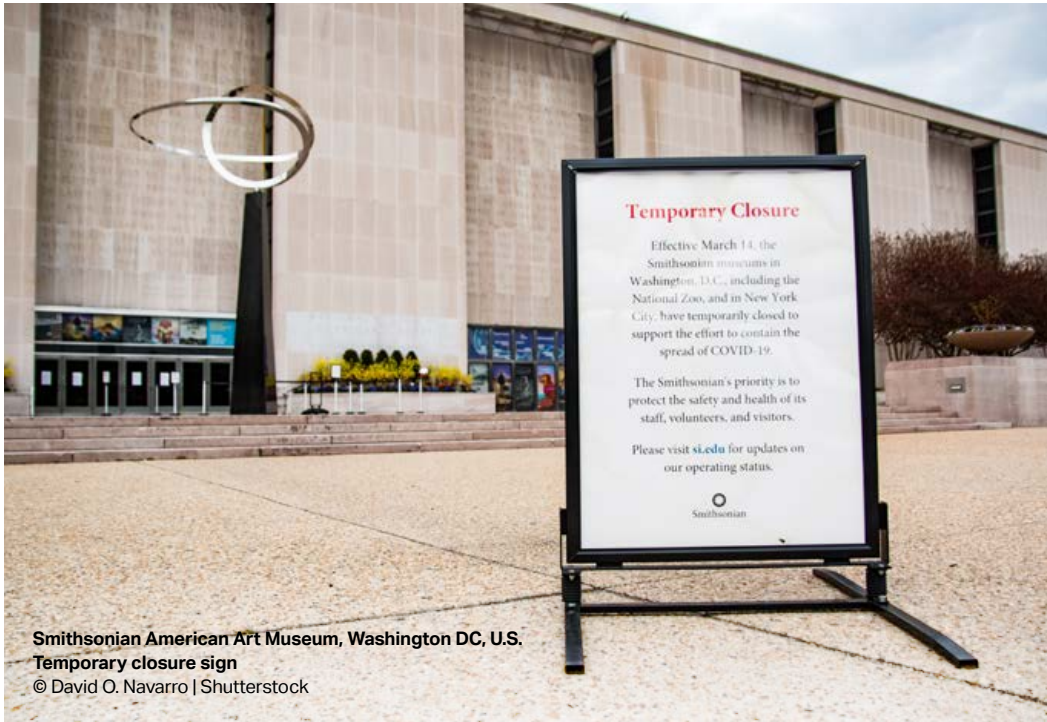 Temporary Closure
Effective March 14, the
Smithsonian museums in
Washington, D.C., including the
National Zoo, and in New York
City, have temporarily closed to
support the effort to contain the
spread of COVID-19.
The Smithsonian's priority is to
protect the safety and health of its
staff, volunteers, and visitors.
Please visit si.edu for updates on
our operating status.
Smithsonian
Smithsonian American Art Museum, Washington DC, U.S.
Temporary closure sign
© David O. Navarro | Shutterstock